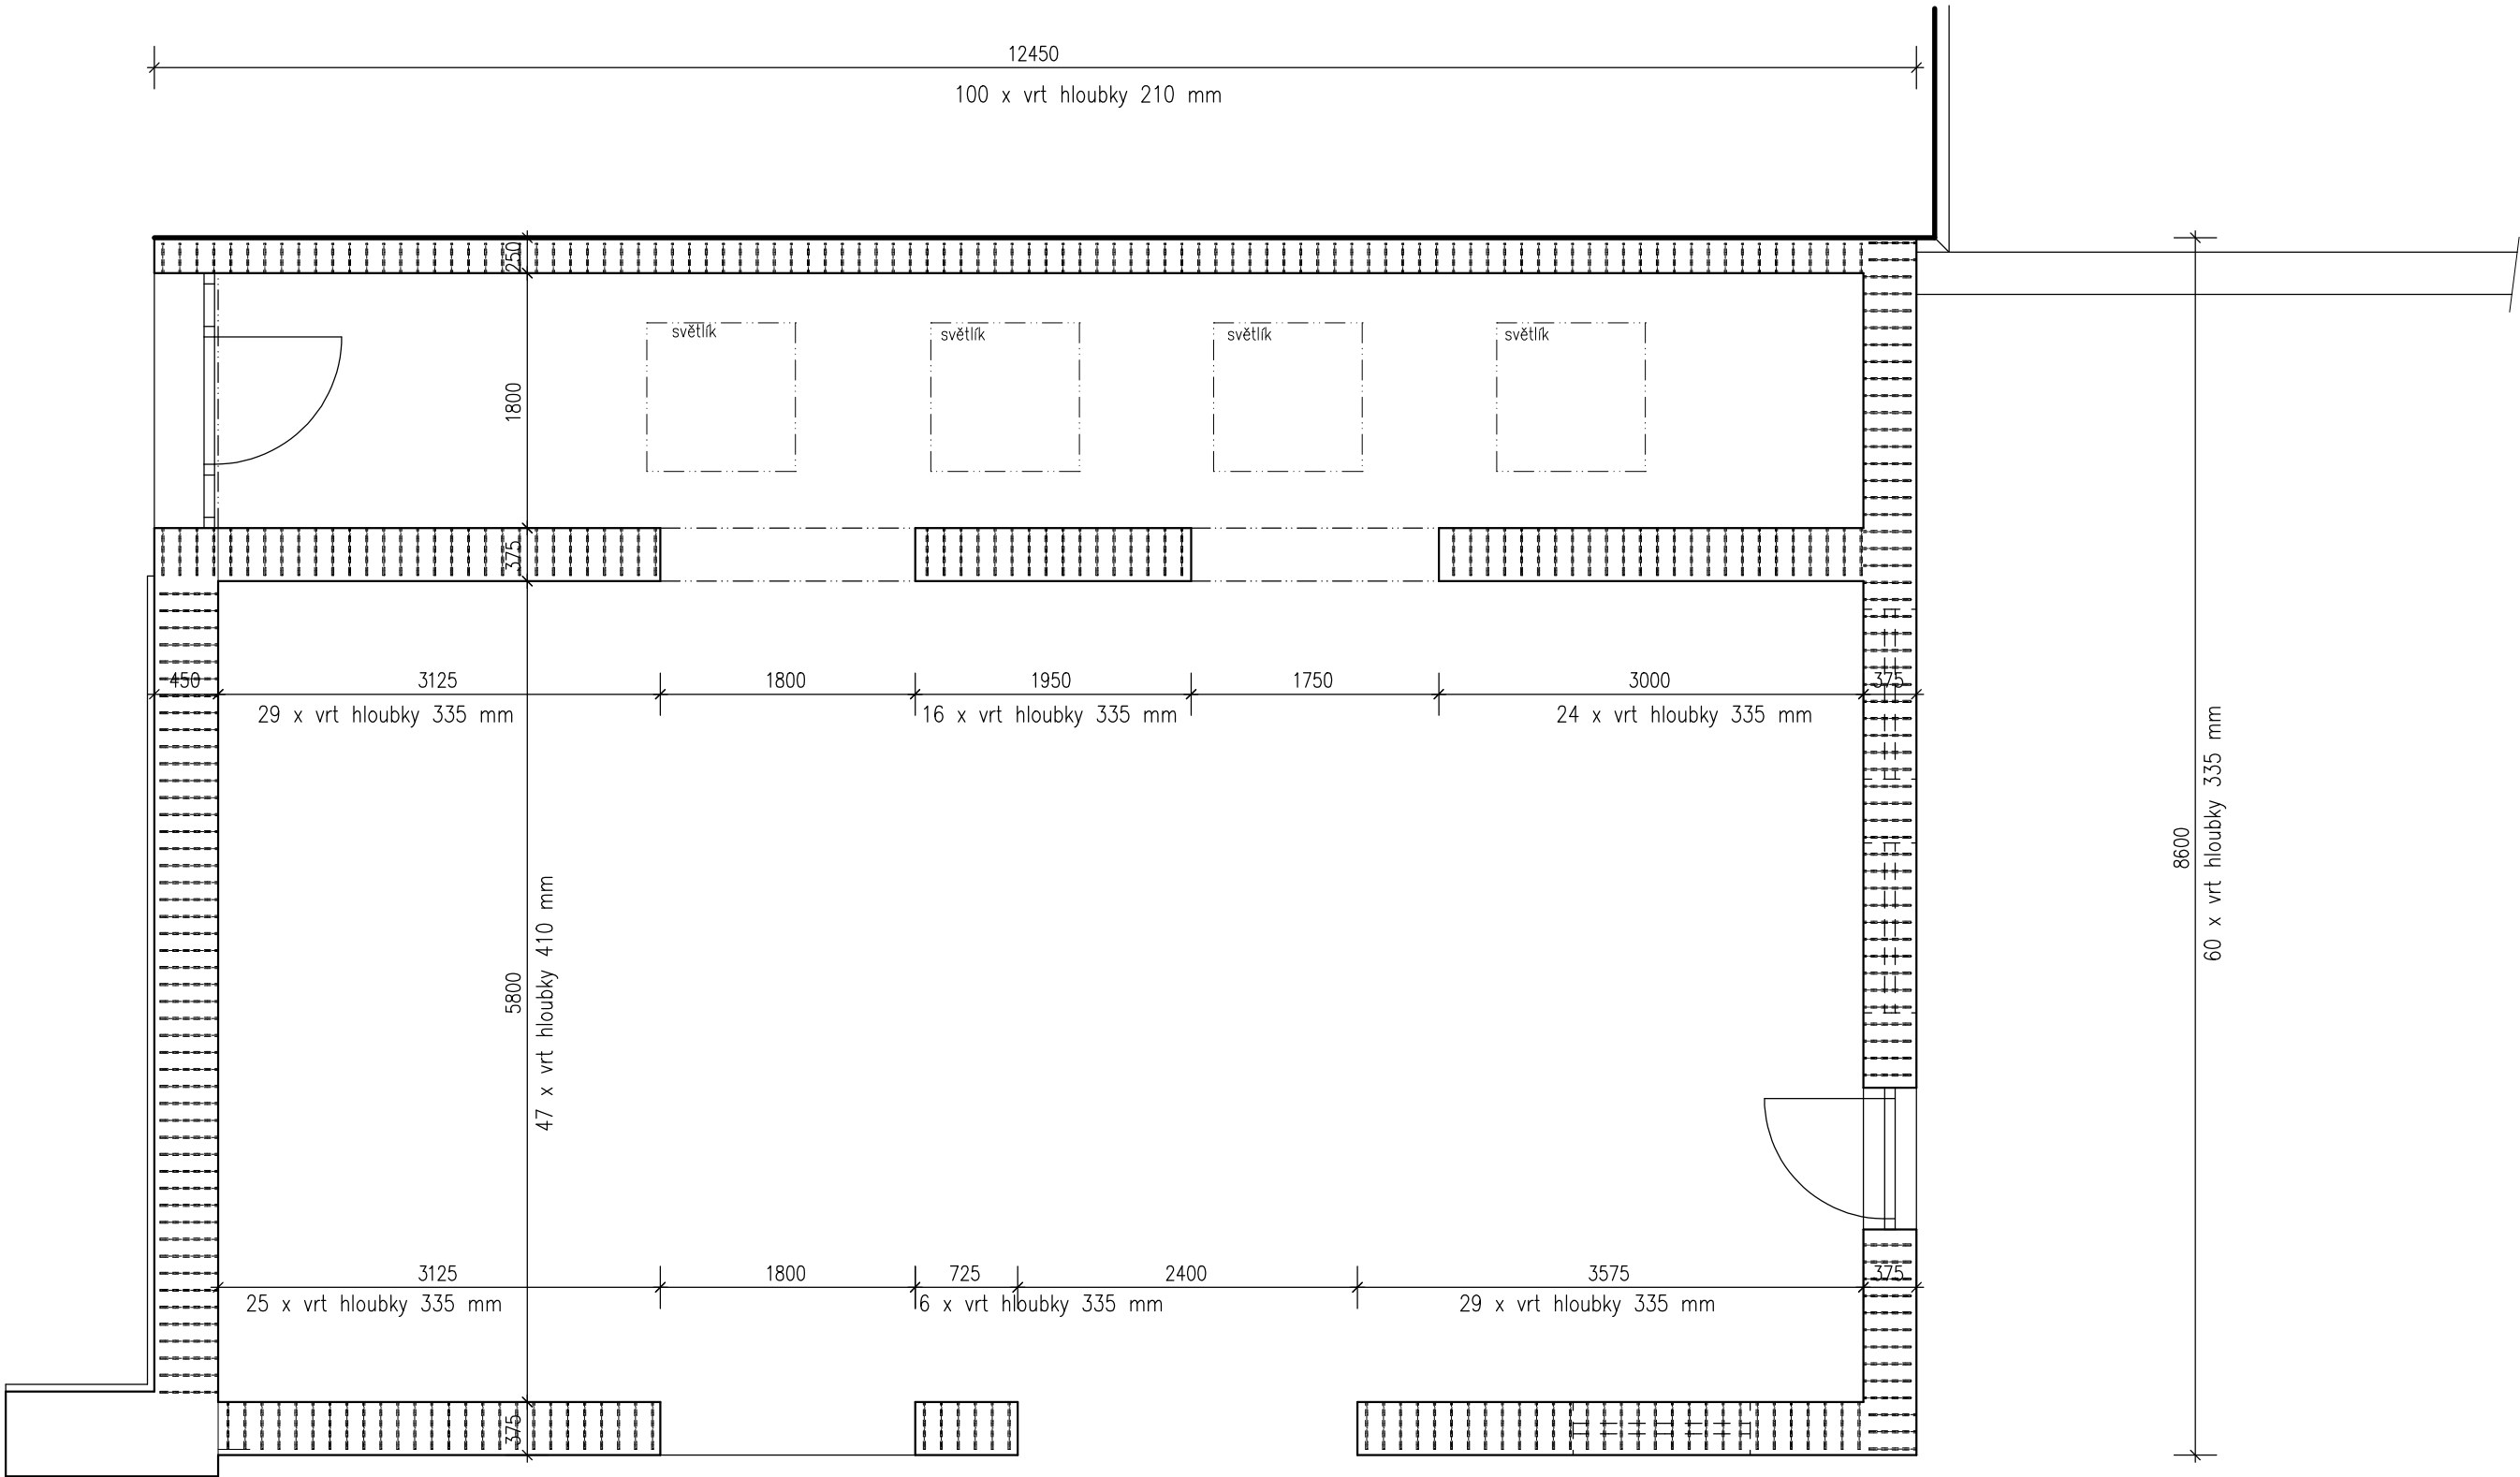 12450
100 x vrt hloubky 210 mm
250
světlík
světlík
světlík
světlík
1800
375
450
3125
1800
1950
1750
3000
375
29 x vrt hloubky 335 mm
16 x vrt hloubky 335 mm
24 x vrt hloubky 335 mm
8600
60 x vrt hloubky 335 mm
5800
47 x vrt hloubky 410 mm
3125
1800
725
2400
3575
375
25 x vrt hloubky 335 mm
6 x vrt hloubky 335 mm
29 x vrt hloubky 335 mm
375